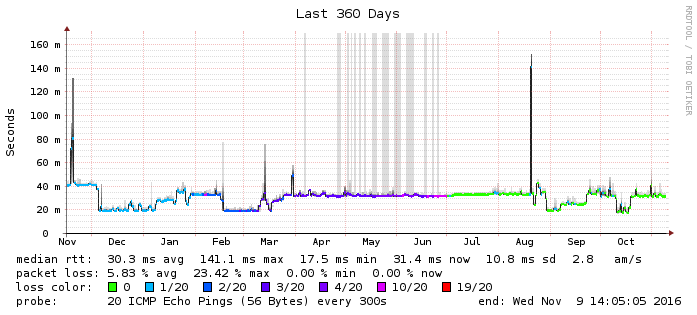 Last 360 Days
RRDTOOL / TOBI OETIKER
Seconds
160 m
140 m
120 m
100 m
80 m
60 m
40 m
20 m
0
Nov Dec Jan Feb Mar Apr May Jun Jul Aug Sep Oct
median rtt: 30.3 ms avg 141.1 ms max 17.5 ms min 31.4 ms now 10.8 ms sd 2.8 am/s
packet loss: 5.83 % avg 23.42 % max 0.00 % min 0.00 % now
loss color: 0 1/20 2/20 3/20 4/20 10/20 19/20
probe: 20 ICMP Echo Pings (56 Bytes) every 300s end: Wed Nov 9 14:05:05 2016